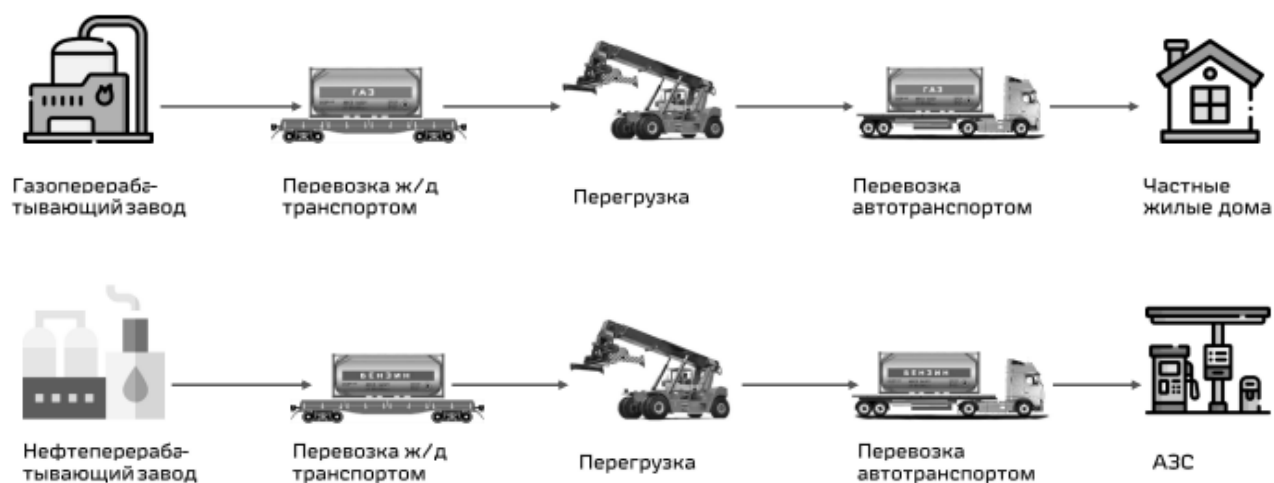 ГАЗ
ГАЗ
Газоперераба-
тывающий завод
Перевозка ж/д
транспортом
Перегрузка
Перевозка
автотранспортом
Частные
жилые дома
БЕНЗИН
БЕНЗИН
Нефтеперераба-
тывающий завод
Перевозка ж/д
транспортом
Перегрузка
Перевозка
автотранспортом
АЗС